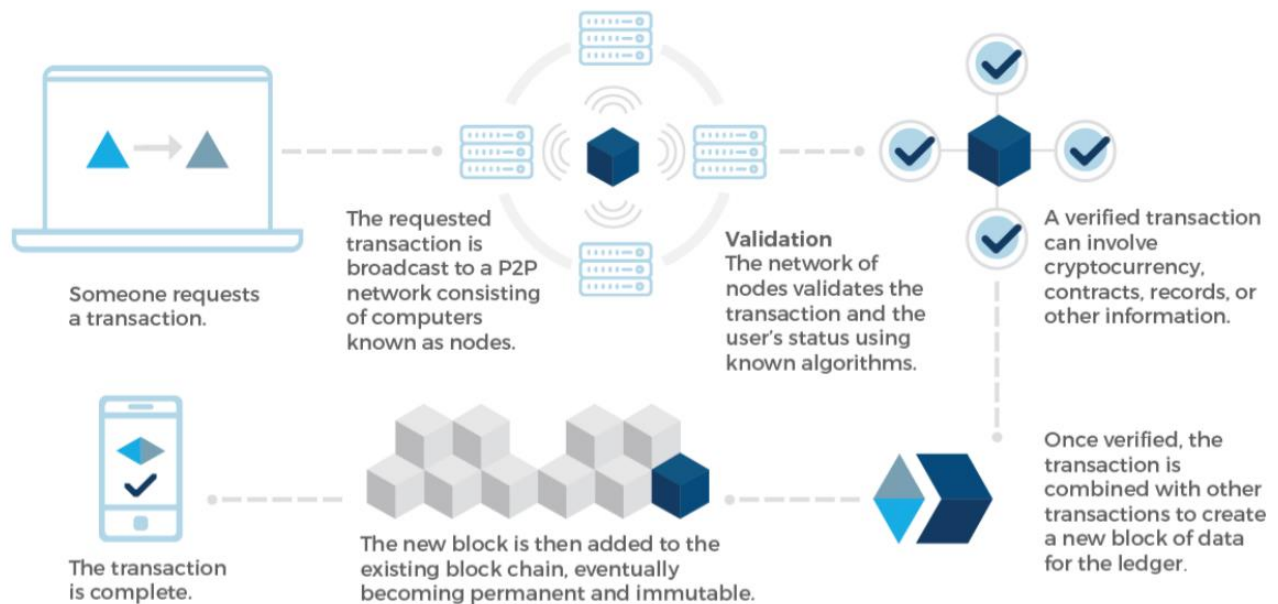 Someone requests
a transaction.
The requested
transaction is
broadcast to a P2P
network consisting
of computers
known as nodes.
Validation
The network of
nodes validates the
transaction and the
user's status using
known algorithms.
A verified transaction
can involve
cryptocurrency,
contracts, records, or
other information.
Once verified, the
transaction is
combined with other
transactions to create
a new block of data
for the ledger.
The new block is then added to the
existing block chain, eventually
becoming permanent and immutable.
The transaction
is complete.